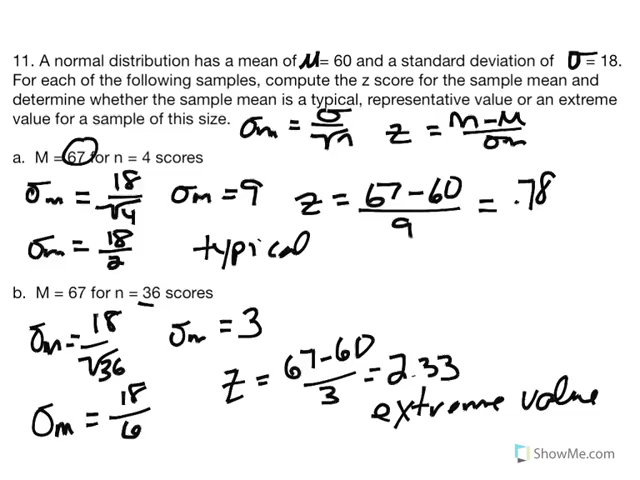 11. A normal distribution has a mean of μ= 60 and a standard deviation of σ= 18.
For each of the following samples, compute the z score for the sample mean and
determine whether the sample mean is a typical, representative value or an extreme
value for a sample of this size.
σm = σ/√n z = m-μ/σm
a. M = 67 for n = 4 scores
σm = 18/√4 σm = 9 z = 67-60/9 = .78
σm = 18/2 typical
b. M = 67 for n = 36 scores
σm = 18/√36 σm = 3
z = 67-60/3 = 2.33
σm = 18/6 extreme value
ShowMe.com